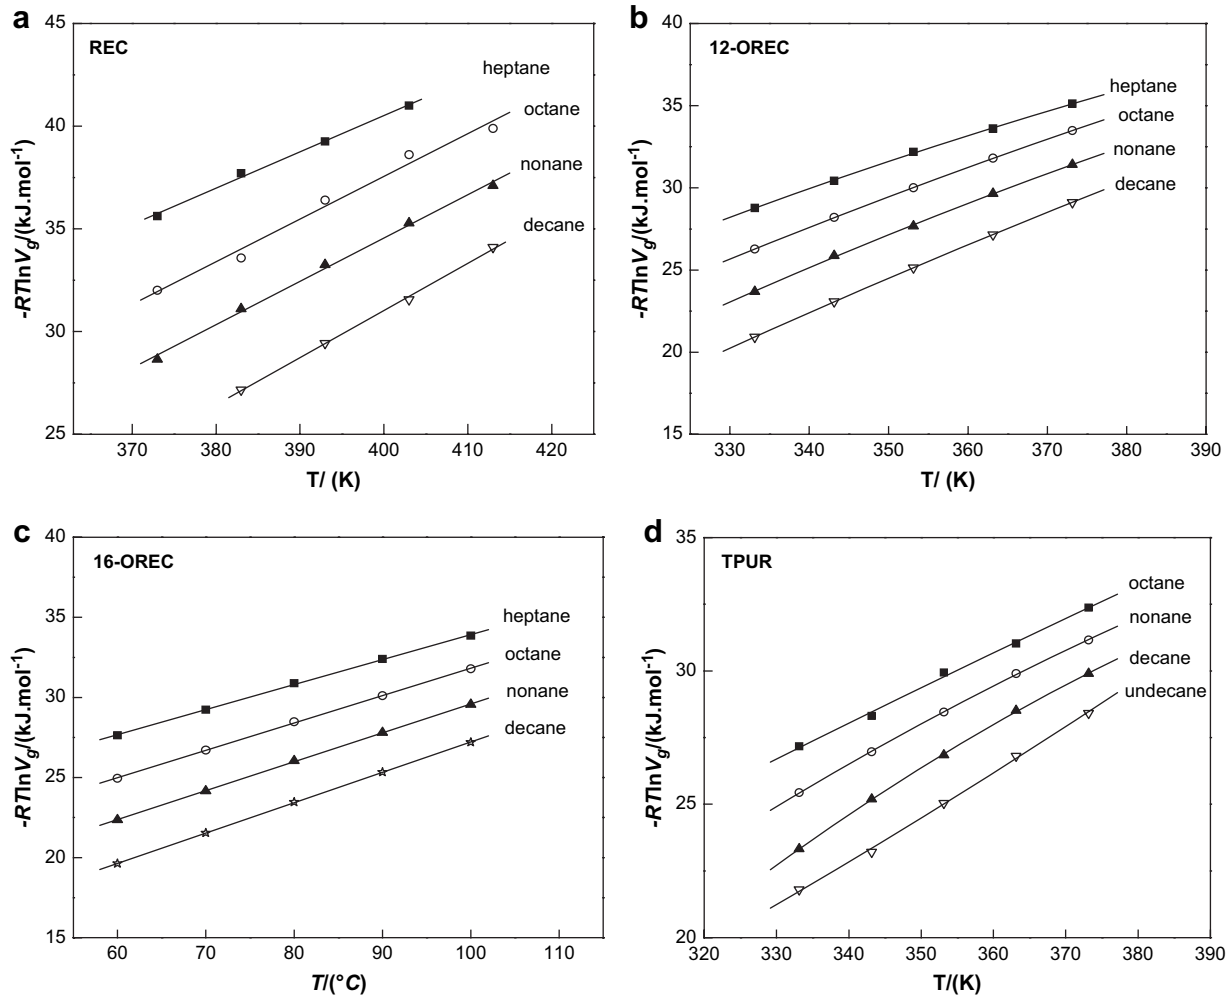 a
REC
45
40
35
30
25
370
380
390
400
410
420
heptane
octane
nonane
decane
-RTlnVg/(kJ.mol⁻¹)
T/ (K)
b
12-OREC
40
35
30
25
20
15
330
340
350
360
370
380
390
heptane
octane
nonane
decane
-RTlnVg/(kJ.mol⁻¹)
T/ (K)
c
16-OREC
40
35
30
25
20
15
60
70
80
90
100
110
heptane
octane
nonane
decane
-RTlnVg/(kJ.mol⁻¹)
T/(°C)
d
TPUR
35
30
25
20
320
330
340
350
360
370
380
390
octane
nonane
decane
undecane
-RTlnVg/(kJ.mol⁻¹)
T/(K)